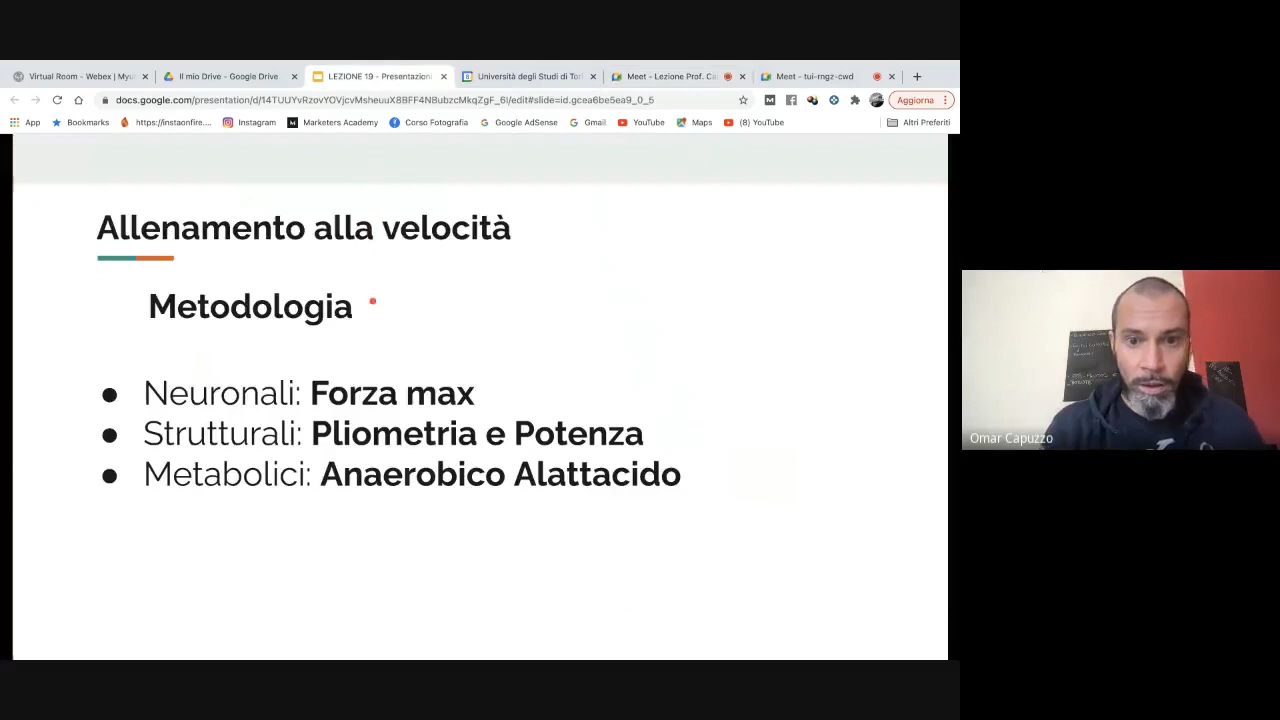 Virtual Room - Webex | Myu
Il mio Drive - Google Drive
LEZIONE 19 - Presentazioni
Università degli Studi di Tori
Meet - Lezione Prof. Ca
Meet - tui-rngz-cwd
docs.google.com/presentation/d/14TUUYvRzovYOVjcvMsheuuX8BFF4NBubzcMkqZgF_6I/edit#slide=id.gcea6be5ea9_0_5
Aggiorna
App
Bookmarks
https://instaonfire....
Instagram
Marketers Academy
Corso Fotografia
Google AdSense
Gmail
YouTube
Maps
(8) YouTube
Altri Preferiti
Allenamento alla velocità
Metodologia
● Neuronali: Forza max
● Strutturali: Pliometria e Potenza
● Metabolici: Anaerobico Alattacido
Omar Capuzzo